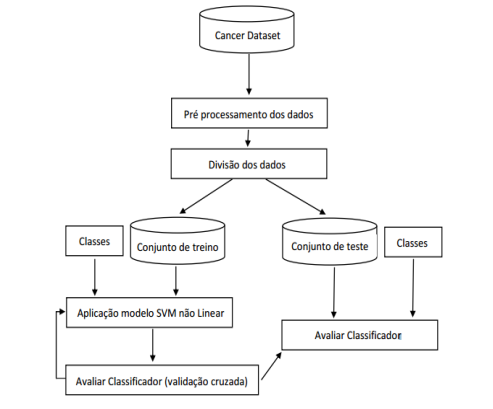 Cancer Dataset
Pré processamento dos dados
Divisão dos dados
Classes
Conjunto de treino
Conjunto de teste
Classes
Aplicação modelo SVM não Linear
Avaliar Classificador
Avaliar Classificador (validação cruzada)